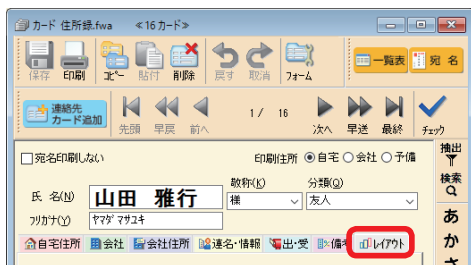 カード 住所録.fwa　≪16カード≫
保存 印刷 コピー 貼付 削除 戻す 取消 フォーム 一覧表 宛 名
連絡先
カード追加
先頭 早戻 前へ 1 / 16 次へ 早送 最終 チェック
宛名印刷しない 印刷住所 自宅 会社 予備
敬称(K) 分類(Q)
氏 名(N) 山田 雅行 様 友人
フリガナ(Y) ヤマダ マサユキ
自宅住所 会社 会社住所 連名・情報 出・受 備考 レイアウト
抽出
検索
あ
か